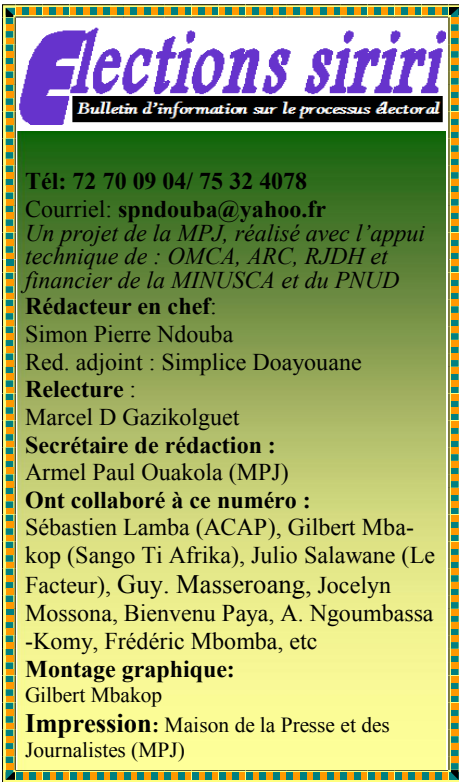 Elections siriri
Bulletin d'information sur le processus électoral
Tél: 72 70 09 04/ 75 32 4078
Courriel: spndouba@yahoo.fr
Un projet de la MPJ, réalisé avec l'appui
technique de : OMCA, ARC, RJDH et
financier de la MINUSCA et du PNUD
Rédacteur en chef:
Simon Pierre Ndouba
Red. adjoint : Simplice Doayouane
Relecture :
Marcel D Gazikolguet
Secrétaire de rédaction :
Armel Paul Ouakola (MPJ)
Ont collaboré à ce numéro :
Sébastien Lamba (ACAP), Gilbert Mba-
kop (Sango Ti Afrika), Julio Salawane (Le
Facteur), Guy. Masseroang, Jocelyn
Mossona, Bienvenu Paya, A. Ngoumbassa
-Komy, Frédéric Mbomba, etc
Montage graphique:
Gilbert Mbakop
Impression: Maison de la Presse et des
Journalistes (MPJ)